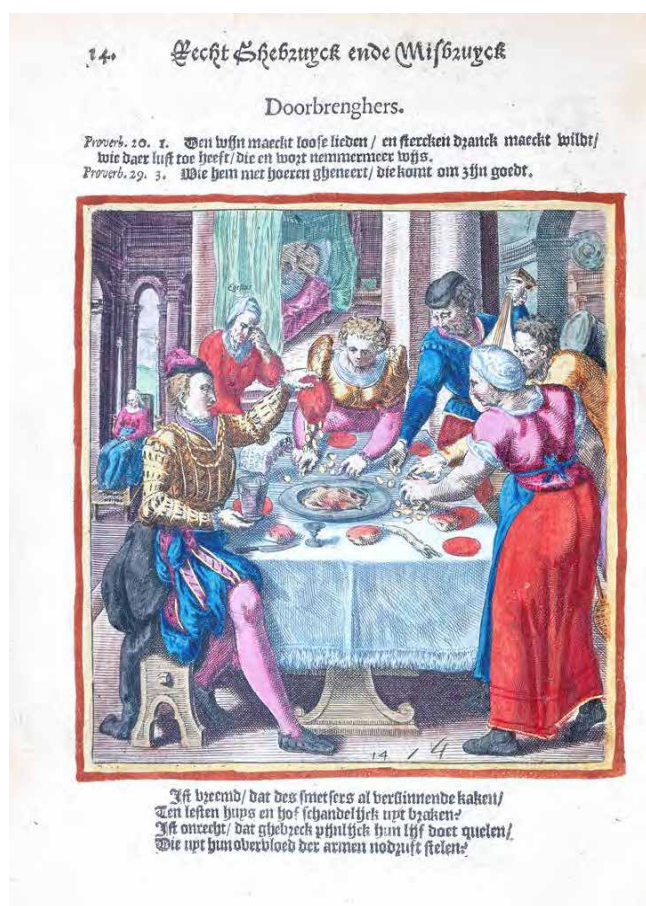 14. Recht Ghebruyck ende Misbruyck
Doorbrenghers.
Proverb. 20. 1. Den wijn maeckt loose lieden / en stercken dranck maeckt wildt/
wie daer lust toe heeft/die en wort nemmermeer wijs.
Proverb. 29. 3. Wie hem met hoeren gheneert/ die komt om zijn goedt.
Egestas
14 14
Ist vreemd/ dat des smetsers al verslinnende kaken/
Ten lesten huys en hof schandelijck uyt braken?
Ist onrecht/ dat ghebreck pijnlijck hun lijf doet quelen/
Die uyt hun overvloed der armen nodruft stelen?